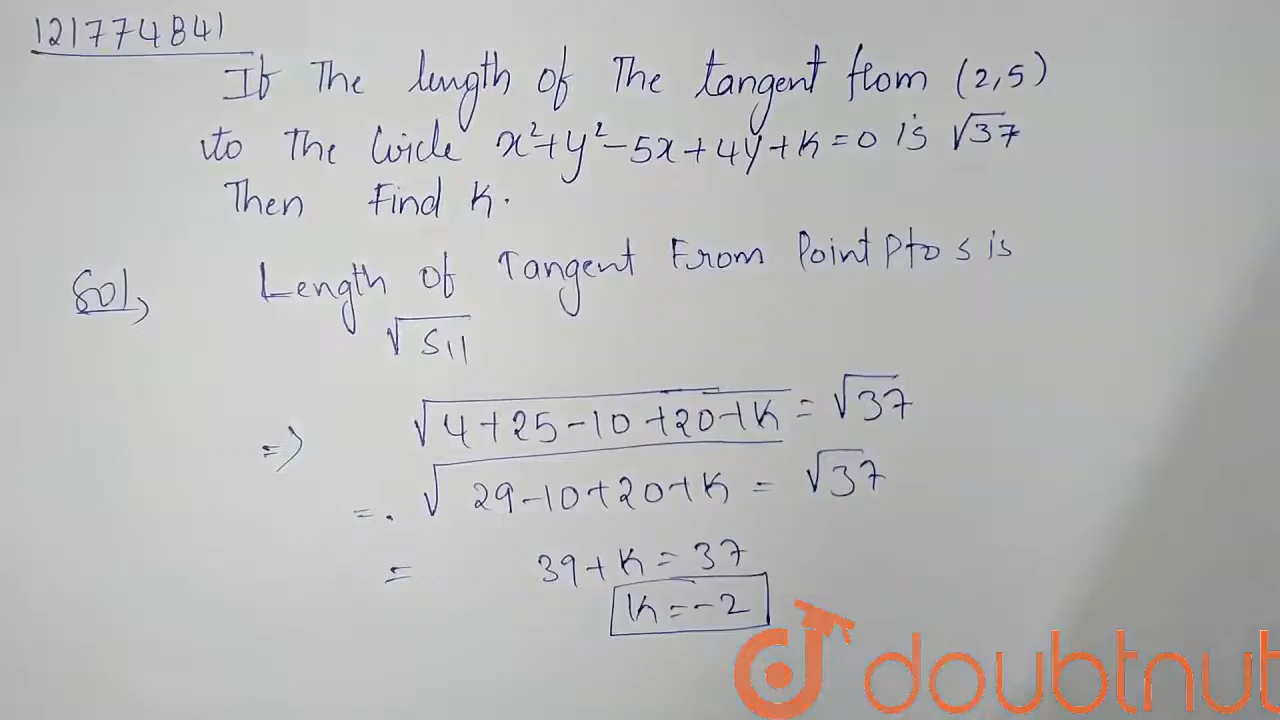 121774841
If The length of The tangent from (2,5)
to The Circle x²+y²-5x+4y+k=0 is √37
Then Find k.
Sol, Length of Tangent From Point P to s is
√S11
=> √4+25-10+20+k = √37
=. √29-10+20+k = √37
= 39+k=37
k=-2
doubtnut